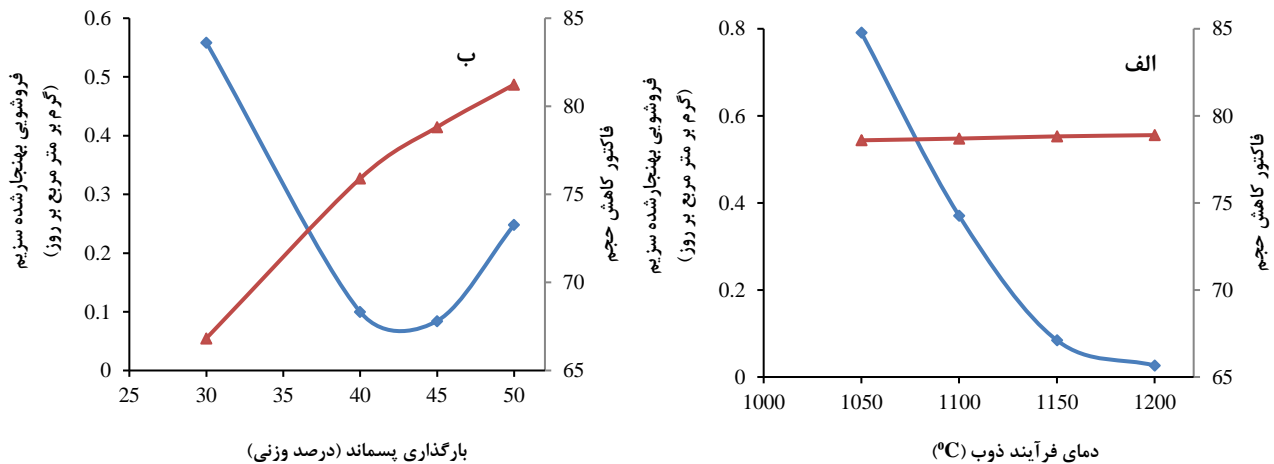 الف
فروشویی بهنجارشده سزیم
(گرم بر متر مربع بر روز)
0.8
0.6
0.4
0.2
0
85
80
75
70
65
فاکتور کاهش حجم
1000 1050 1100 1150 1200
دمای فرآیند ذوب (⁰C)
ب
فروشویی بهنجارشده سزیم
(گرم بر متر مربع بر روز)
0.6
0.5
0.4
0.3
0.2
0.1
0
85
80
75
70
65
فاکتور کاهش حجم
25 30 35 40 45 50
بارگذاری پسماند (درصد وزنی)